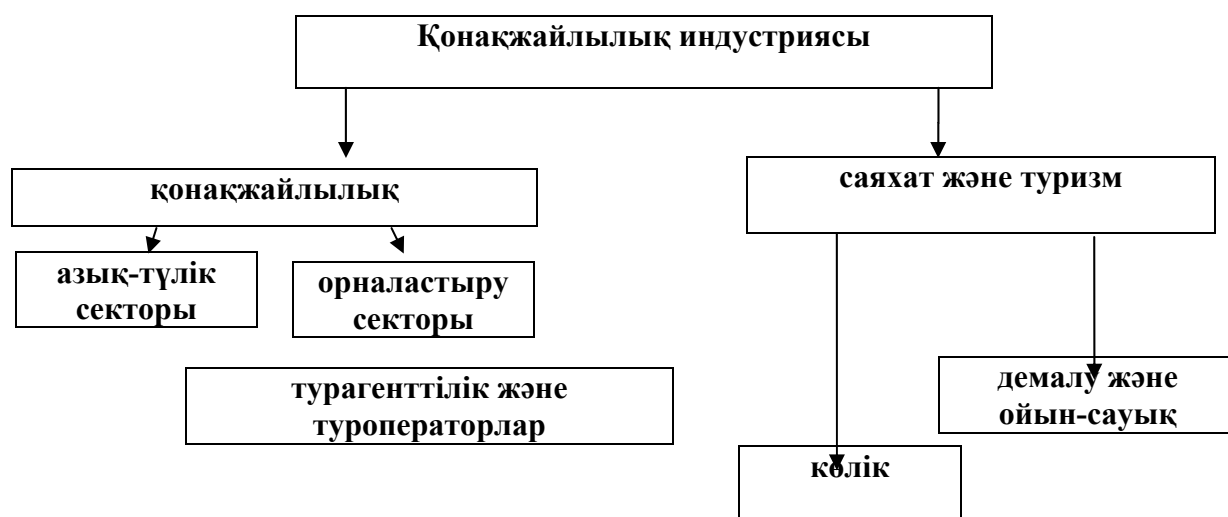 Қонақжайлылық индустриясы
қонақжайлылық
саяхат және туризм
азық-түлік
секторы
орналастыру
секторы
турагенттілік және
туроператорлар
демалу және
ойын-сауық
көлік